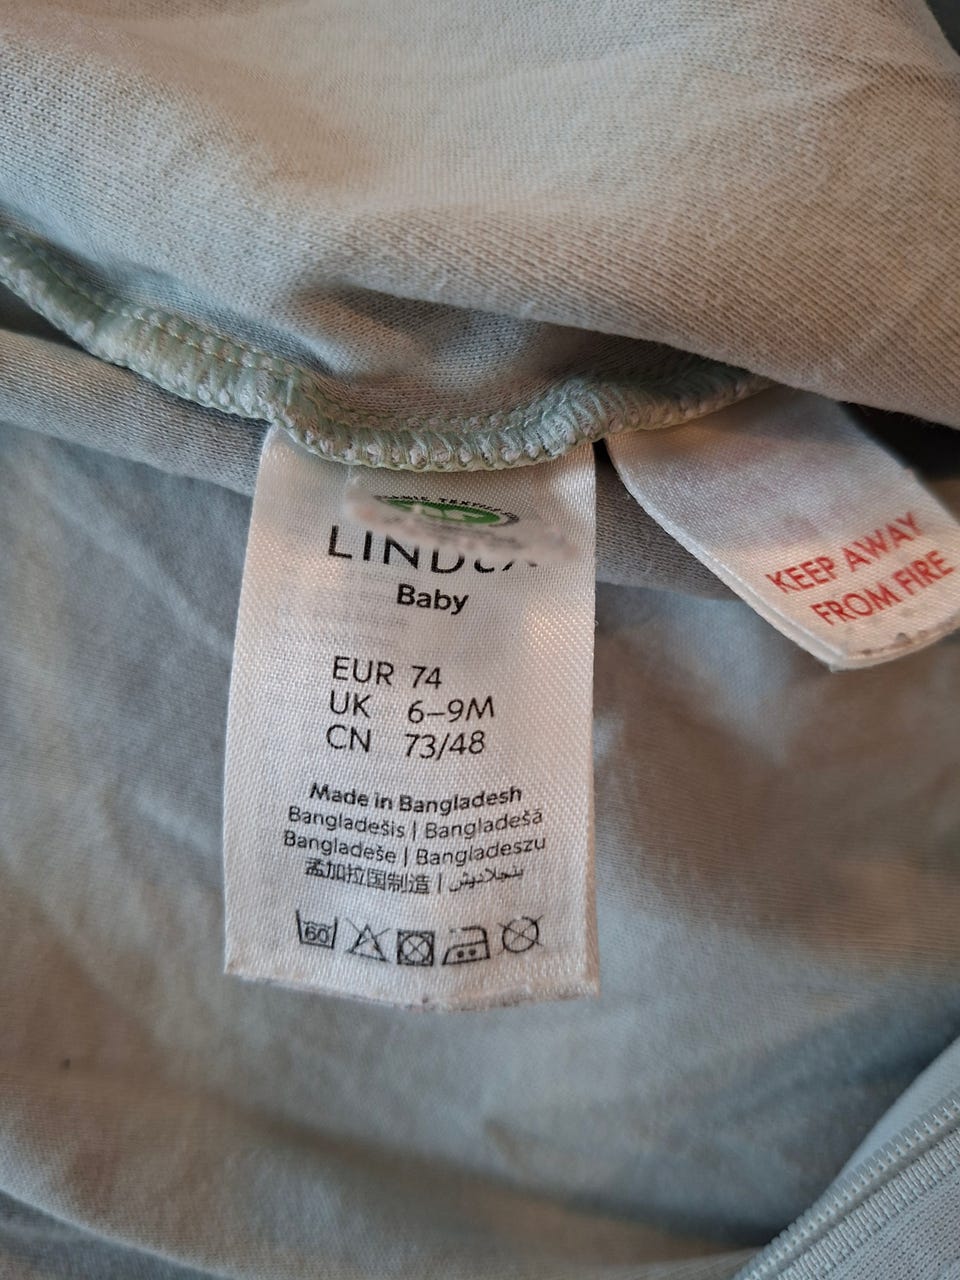 Baby
EUR 74
UK 6–9M
CN 73/48
Made in Bangladesh
Bangladešis | Bangladešā
Bangladeše | Bangladeszu
孟加拉国制造 | بنجلاديش
60
KEEP AWAY
FROM FIRE